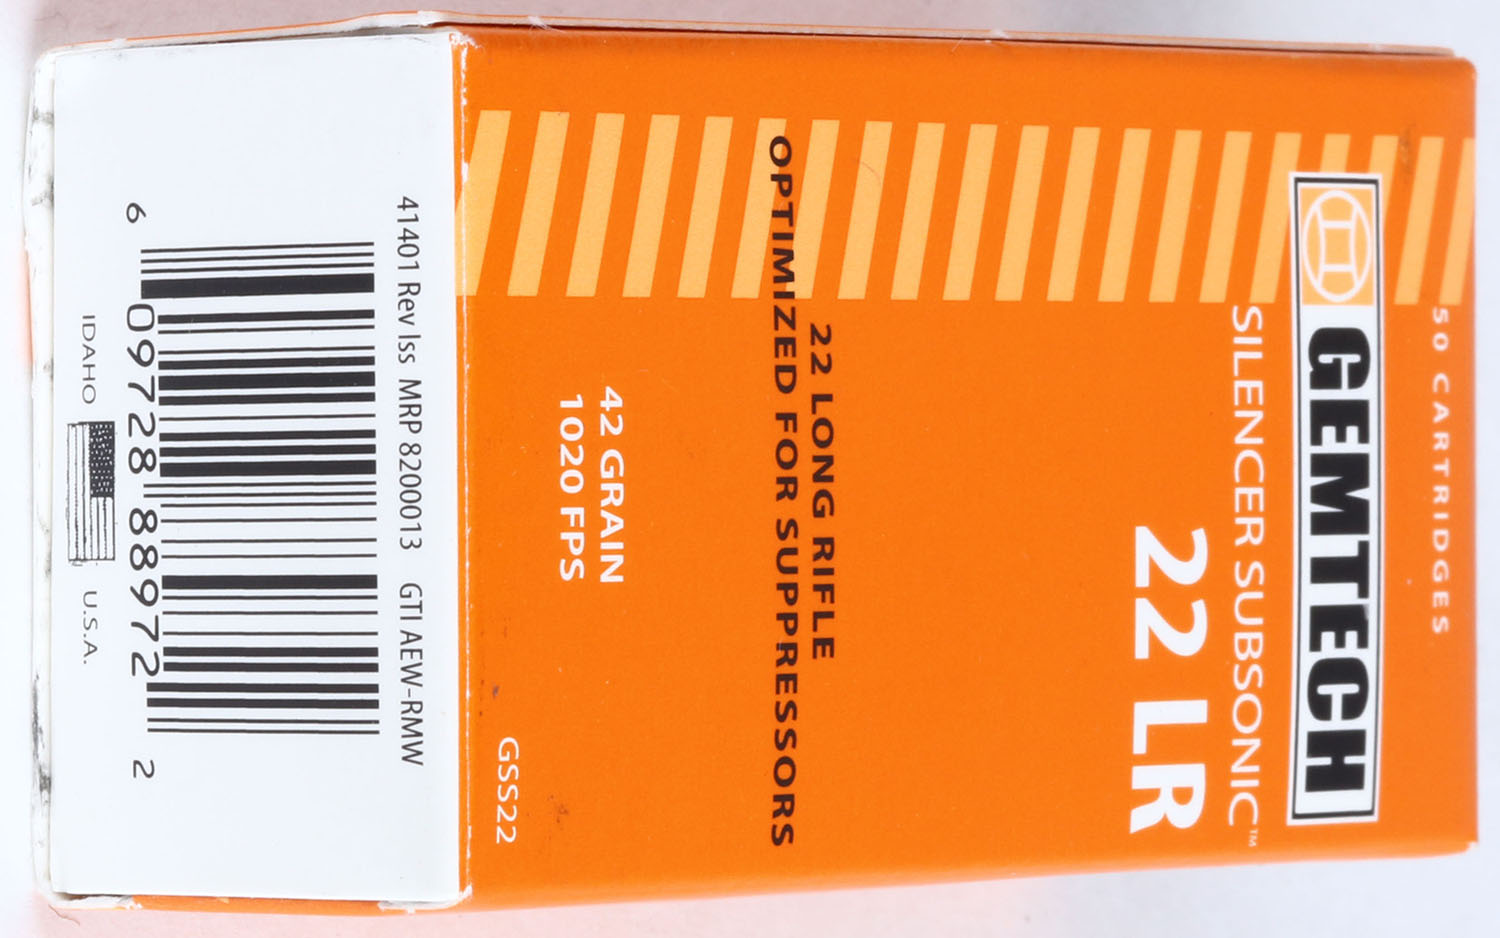 50 CARTRIDGES
GEMTECH
SILENCER SUBSONIC™
22 LR
22 LONG RIFLE
OPTIMIZED FOR SUPPRESSORS
42 GRAIN
1020 FPS
GSS22
41401 Rev Iss MRP 8200013 GTI AEW-RMW
6 09728 88972 2
IDAHO U.S.A.